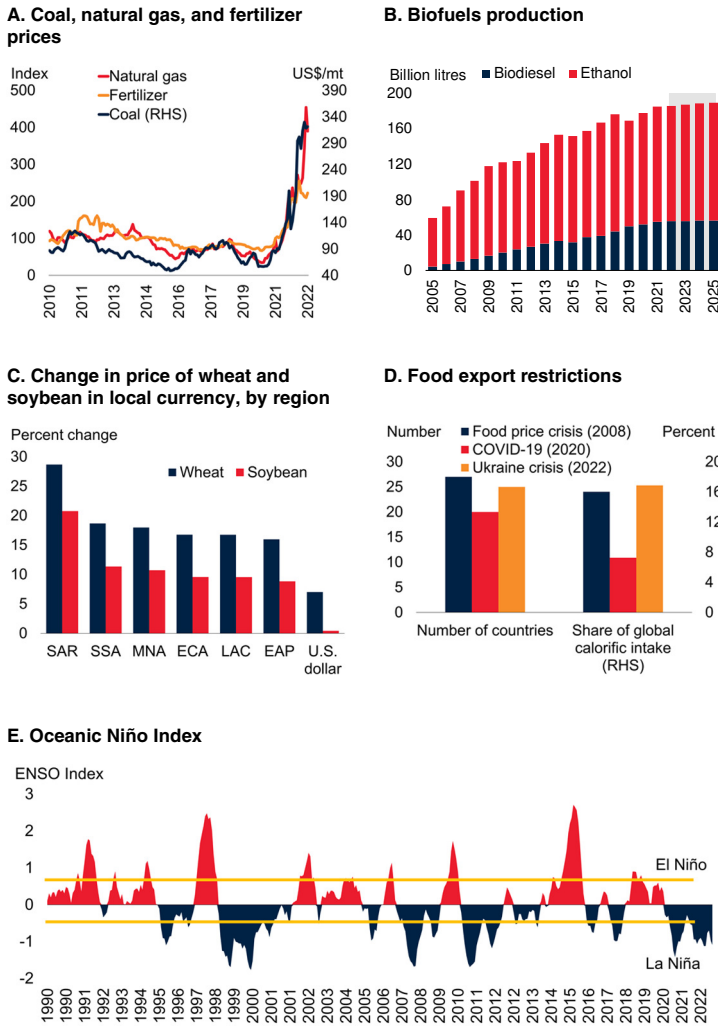 A. Coal, natural gas, and fertilizer
prices
Index
US$/mt
Natural gas
Fertilizer
Coal (RHS)
500
400
300
200
100
0
390
340
290
240
190
140
90
40
2010
2011
2013
2014
2016
2017
2019
2021
2022
B. Biofuels production
Billion litres
Biodiesel
Ethanol
200
160
120
80
40
0
2005
2007
2009
2011
2013
2015
2017
2019
2021
2023
2025
C. Change in price of wheat and
soybean in local currency, by region
Percent change
Wheat
Soybean
30
25
20
15
10
5
0
SAR
SSA
MNA
ECA
LAC
EAP
U.S.
dollar
D. Food export restrictions
Number
Percent
Food price crisis (2008)
COVID-19 (2020)
Ukraine crisis (2022)
30
25
20
15
10
5
0
20
16
12
8
4
0
Number of countries
Share of global
calorific intake
(RHS)
E. Oceanic Niño Index
ENSO Index
3
2
1
0
-1
-2
El Niño
La Niña
1990
1990
1991
1992
1993
1994
1995
1996
1997
1998
1999
2000
2001
2001
2002
2003
2004
2005
2006
2007
2008
2009
2010
2011
2012
2012
2013
2014
2015
2016
2017
2018
2019
2020
2021
2022